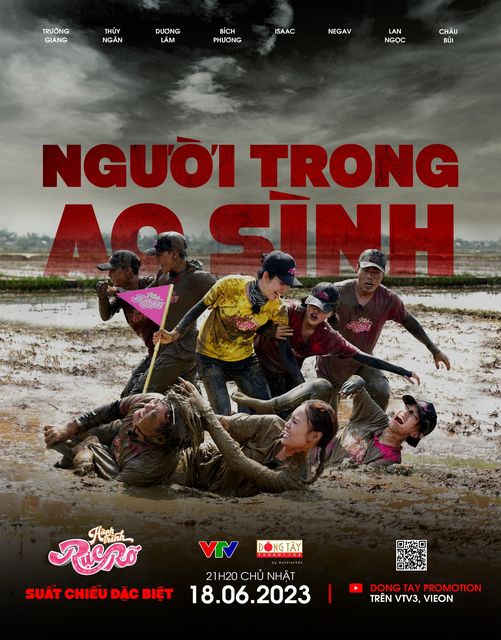 TRƯỜNG GIANG
THÚY NGÂN
DƯƠNG LÂM
BÍCH PHƯƠNG
ISAAC
NEGAV
LAN NGỌC
CHÂU BÙI
NGƯỜI TRONG
AO SÌNH
Hành trình
Rực Rỡ
SUẤT CHIẾU ĐẶC BIỆT
VTV
ĐÔNG TÂY
PROMOTION
by DatVietVAC
21H20 CHỦ NHẬT
18.06.2023
DONG TAY PROMOTION
TRÊN VTV3, VIEON